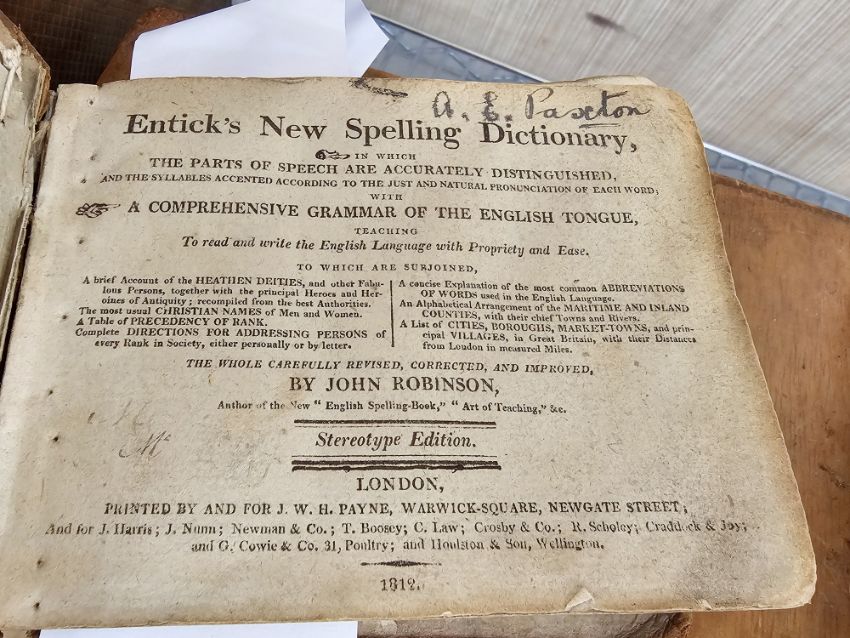 A. E. Paxton
Entick's New Spelling Dictionary,
IN WHICH
THE PARTS OF SPEECH ARE ACCURATELY DISTINGUISHED,
AND THE SYLLABLES ACCENTED ACCORDING TO THE JUST AND NATURAL PRONUNCIATION OF EACH WORD;
WITH
A COMPREHENSIVE GRAMMAR OF THE ENGLISH TONGUE,
TEACHING
To read and write the English Language with Propriety and Ease.
TO WHICH ARE SUBJOINED,
A brief Account of the HEATHEN DEITIES, and other Fabu-
lous Persons, together with the principal Heroes and Her-
oines of Antiquity; recompiled from the best Authorities.
The most usual CHRISTIAN NAMES of Men and Women.
A Table of PRECEDENCY OF RANK.
Complete DIRECTIONS FOR ADDRESSING PERSONS of
every Rank in Society, either personally or by letter.
A concise Explanation of the most common ABBREVIATIONS
OF WORDS used in the English Language.
An Alphabetical Arrangement of the MARITIME AND INLAND
COUNTIES, with their chief Towns and Rivers.
A List of CITIES, BOROUGHS, MARKET-TOWNS, and prin-
cipal VILLAGES, in Great Britain, with their Distances
from London in measured Miles.
THE WHOLE CAREFULLY REVISED, CORRECTED, AND IMPROVED,
BY JOHN ROBINSON,
Author of the New "English Spelling-Book," "Art of Teaching," &c.
Stereotype Edition.
LONDON,
PRINTED BY AND FOR J. W. H. PAYNE, WARWICK-SQUARE, NEWGATE STREET;
And for J. Harris; J. Nunn; Newman & Co.; T. Boosey; C. Law; Crosby & Co.; R. Scholey; Craddock & Joy;
and G. Cowie & Co. 31, Poultry; and Houlston & Son, Wellington.
1812.